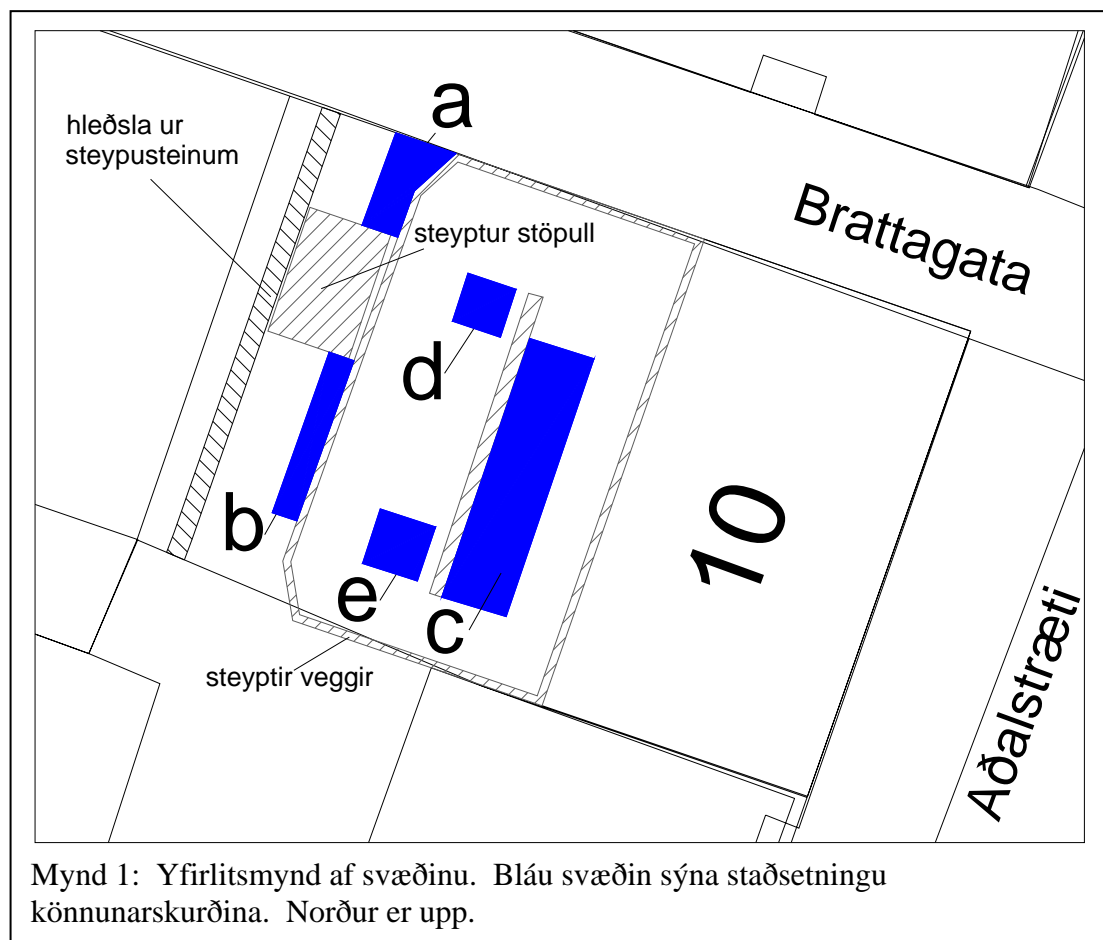 a
hleðsla ur
steypusteinum
Brattagata
steyptur stöpull
d
b
e
c
10
steyptir veggir
Aðalstræti
Mynd 1: Yfirlitsmynd af svæðinu. Bláu svæðin sýna staðsetningu
könnunarskurðina. Norður er upp.